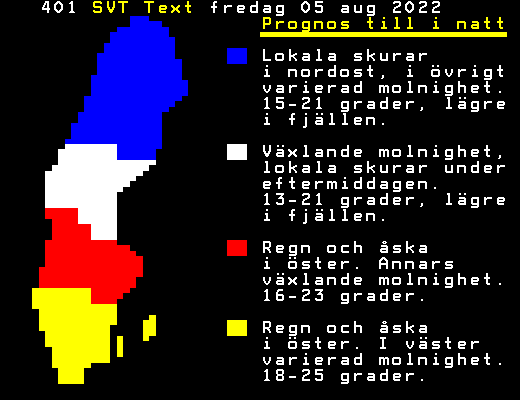 401 SVT Text fredag 05 aug 2022
Prognos till i natt
Lokala skurar
i nordost, i övrigt
varierad molnighet.
15-21 grader, lägre
i fjällen.
Växlande molnighet,
lokala skurar under
eftermiddagen.
13-21 grader, lägre
i fjällen.
Regn och åska
i öster. Annars
växlande molnighet.
16-23 grader.
Regn och åska
i öster. I väster
varierad molnighet.
18-25 grader.